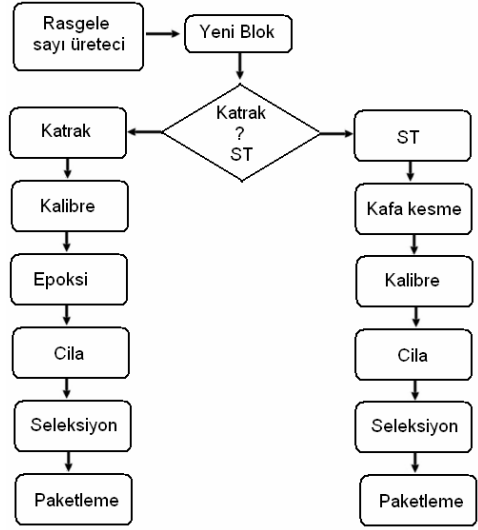 Rasgele
sayı üreteci
Yeni Blok
Katrak
?
ST
Katrak
Kalibre
Epoksi
Cila
Seleksiyon
Paketleme
ST
Kafa kesme
Kalibre
Cila
Seleksiyon
Paketleme